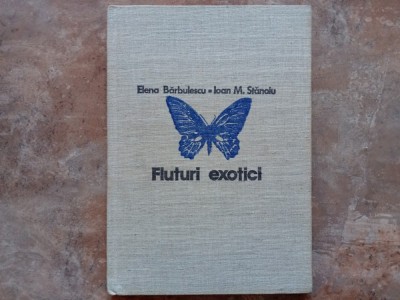 Elena Bărbulescu • Ioan M. Stănoiu
Fluturi exotici